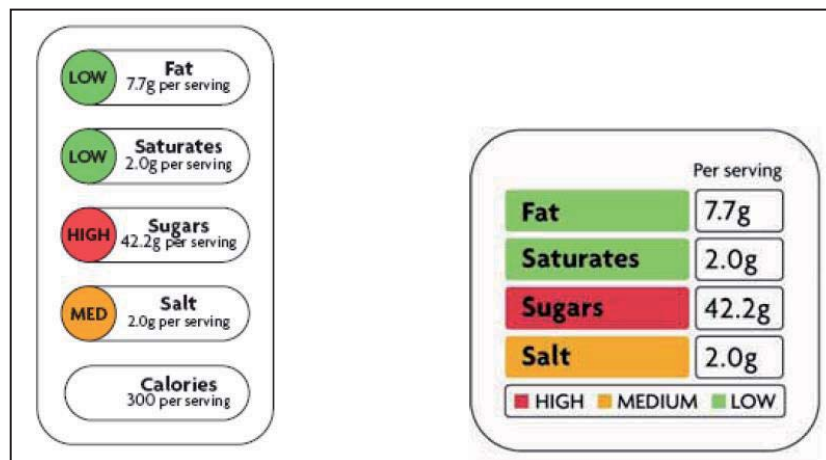 LOW
Fat
7.7g per serving
LOW
Saturates
2.0g per serving
HIGH
Sugars
42.2g per serving
MED
Salt
2.0g per serving
Calories
300 per serving
Per serving
Fat 7.7g
Saturates 2.0g
Sugars 42.2g
Salt 2.0g
HIGH MEDIUM LOW